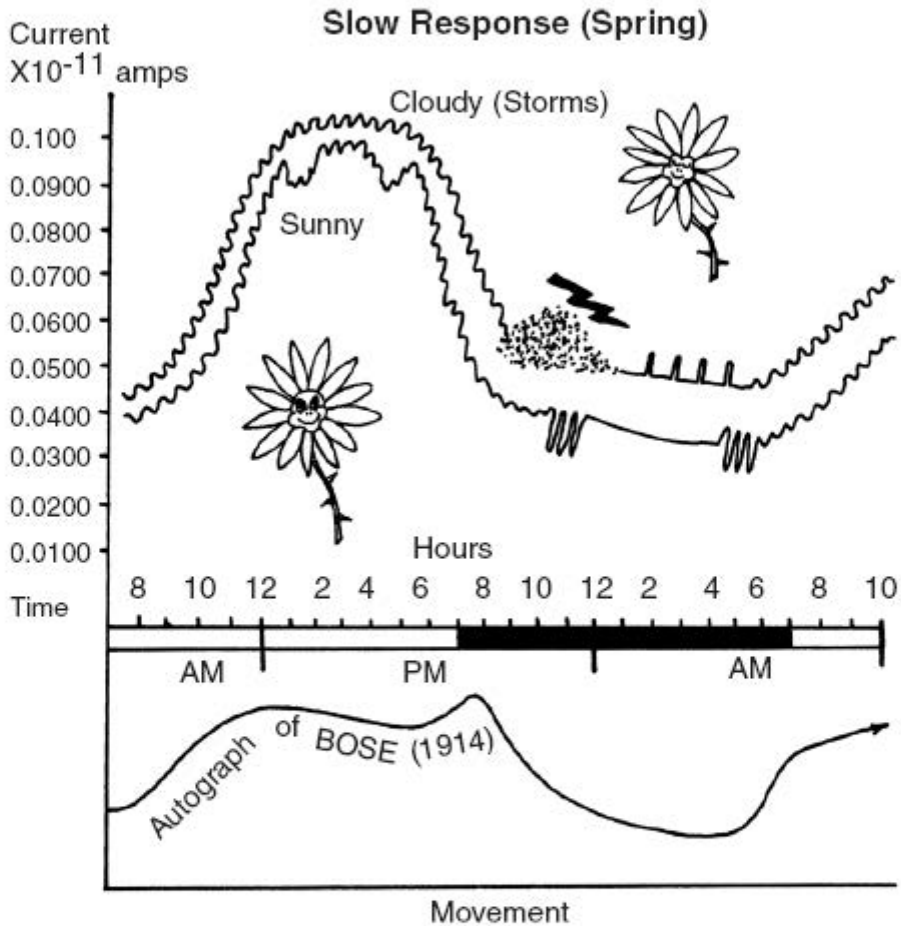 Slow Response (Spring)
Current
X10⁻¹¹ amps
Cloudy (Storms)
0.100
0.0900
0.0800
Sunny
0.0700
0.0600
0.0500
0.0400
0.0300
0.0200
0.0100
Hours
8 10 12 2 4 6 8 10 12 2 4 6 8 10
Time
AM PM AM
Autograph of BOSE (1914)
Movement